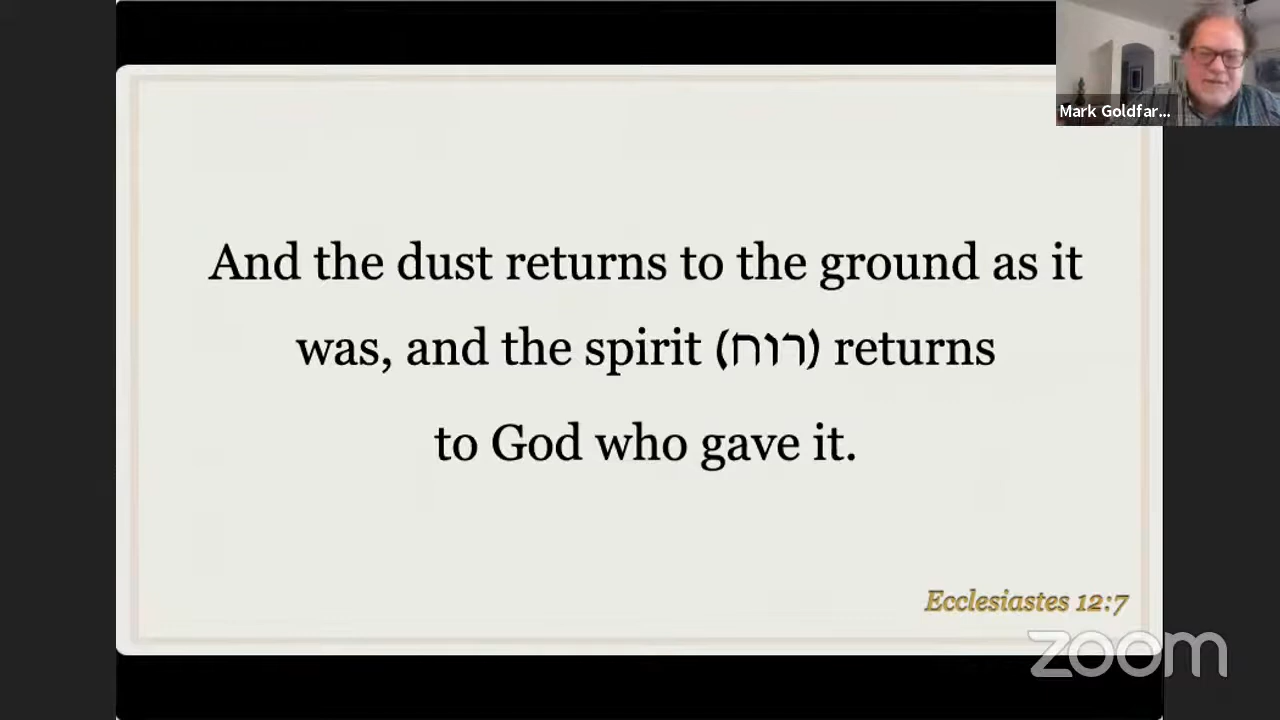 Mark Goldfar...
And the dust returns to the ground as it
was, and the spirit (רוח) returns
to God who gave it.
Ecclesiastes 12:7
zoom